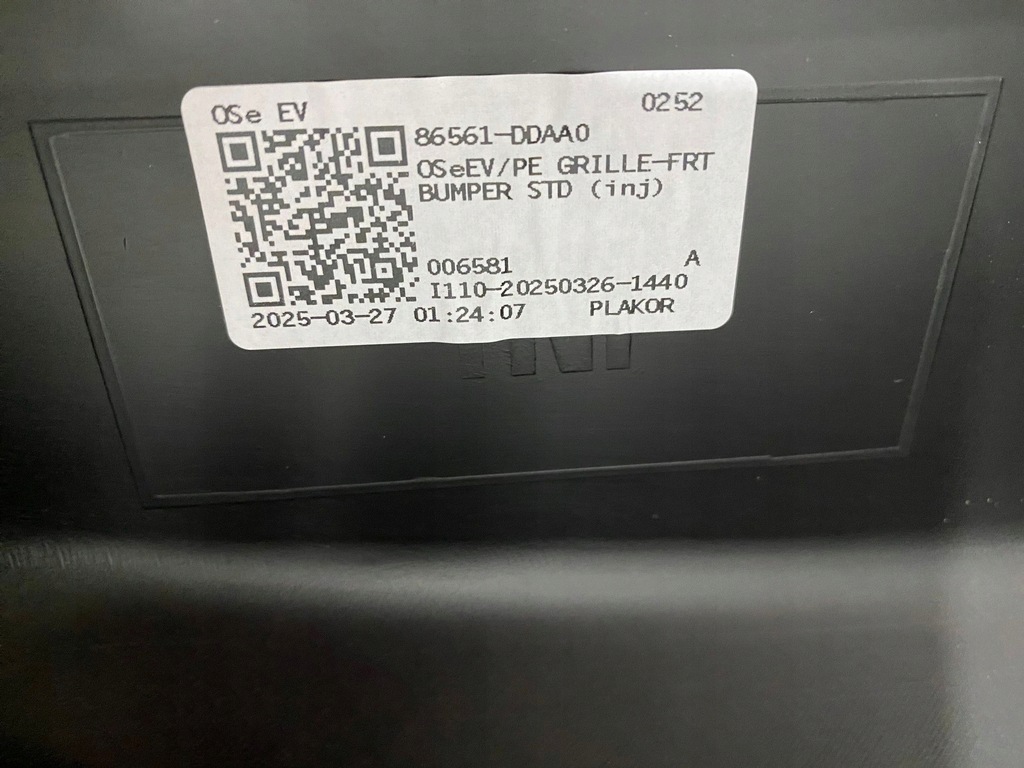 OSe EV 0252
86561-DDAA0
OSeEV/PE GRILLE-FRT
BUMPER STD (inj)
006581 A
I110-20250326-1440
2025-03-27 01:24:07 PLAKOR